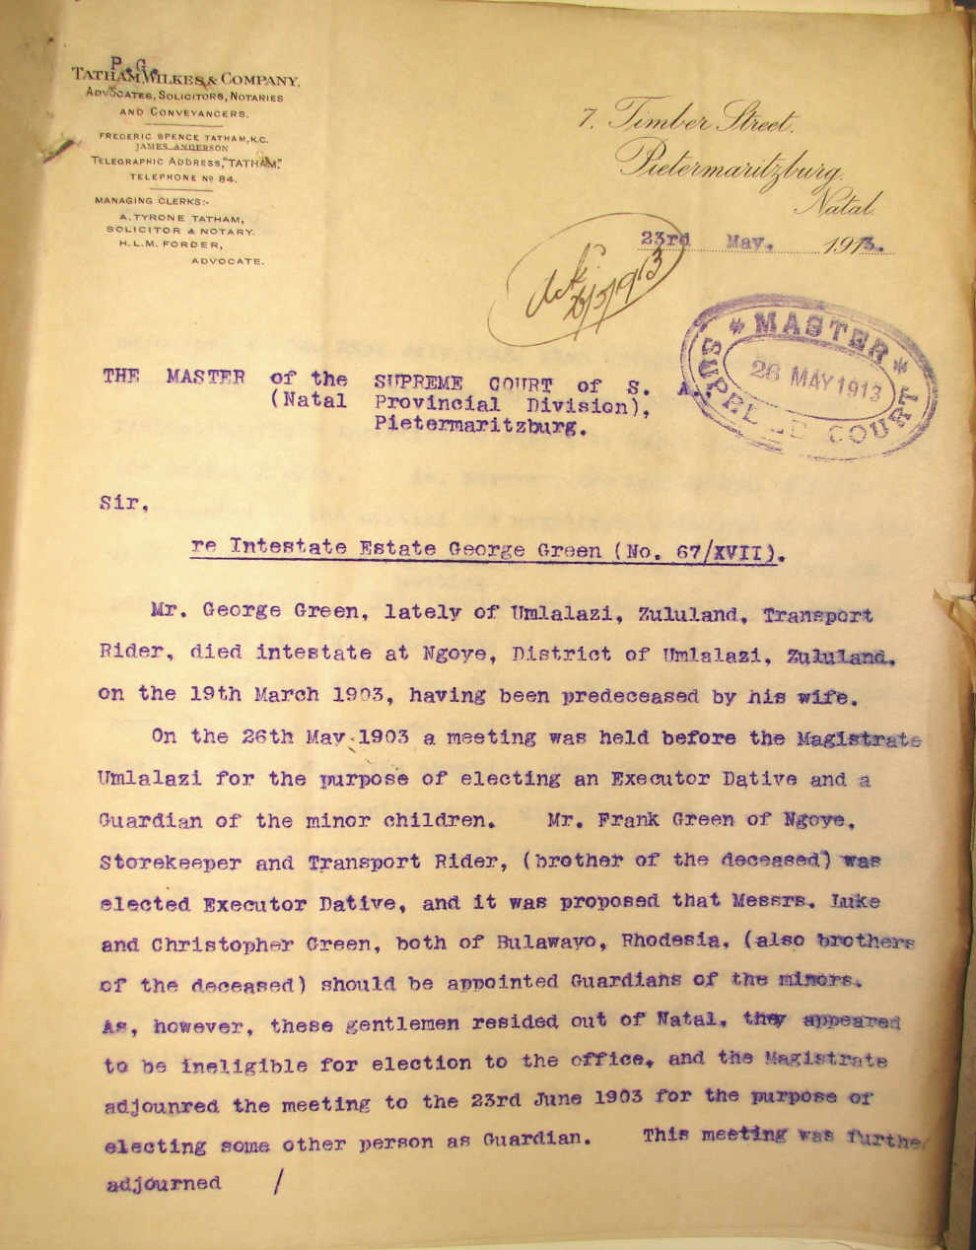 P. G.
TATHAM, WILKES & COMPANY.
ADVOCATES, SOLICITORS, NOTARIES
AND CONVEYANCERS.
FREDERIC SPENCE TATHAM, K.C.
JAMES ANDERSON
TELEGRAPHIC ADDRESS, "TATHAM."
TELEPHONE No 84.
MANAGING CLERKS:-
A. TYRONE TATHAM,
SOLICITOR & NOTARY.
H. L. M. FORDER,
ADVOCATE.
7, Timber Street,
Pietermaritzburg,
Natal
23rd May, 1913.
Ack.
/5/1913
MASTER
SUPREME COURT
26 MAY 1913
THE MASTER of the SUPREME COURT of S. A.
(Natal Provincial Division),
Pietermaritzburg.
Sir,
re Intestate Estate George Green (No. 67/XVII).
Mr. George Green, lately of Umlalazi, Zululand, Transport
Rider, died intestate at Ngoye, District of Umlalazi, Zululand,
on the 19th March 1903, having been predeceased by his wife.
On the 26th May 1903 a meeting was held before the Magistrate
Umlalazi for the purpose of electing an Executor Dative and a
Guardian of the minor children. Mr. Frank Green of Ngoye,
Storekeeper and Transport Rider, (brother of the deceased) was
elected Executor Dative, and it was proposed that Messrs. Luke
and Christopher Green, both of Bulawayo, Rhodesia, (also brothers
of the deceased) should be appointed Guardians of the minors.
As, however, these gentlemen resided out of Natal, they appeared
to be ineligible for election to the office, and the Magistrate
adjounred the meeting to the 23rd June 1903 for the purpose of
electing some other person as Guardian. This meeting was furthe
adjourned /